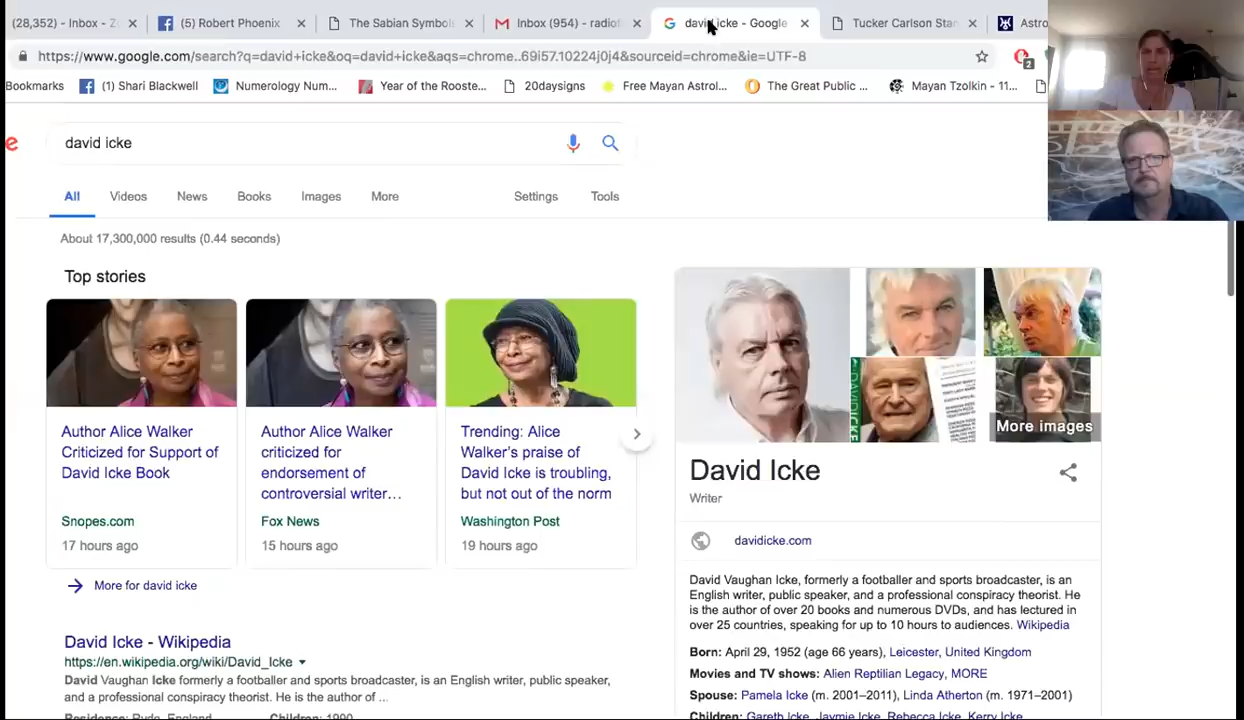 (28,352) - Inbox - Z
(5) Robert Phoenix
The Sabian Symbol
Inbox (954) - radiof
david icke - Google
Tucker Carlson Stan
Astro
https://www.google.com/search?q=david+icke&oq=david+icke&aqs=chrome..69i57.10224j0j4&sourceid=chrome&ie=UTF-8
2
Bookmarks
(1) Shari Blackwell
Numerology Num...
Year of the Rooste...
20daysigns
Free Mayan Astrol...
The Great Public ...
Mayan Tzolkin - 11...
e
david icke
All
Videos
News
Books
Images
More
Settings
Tools
About 17,300,000 results (0.44 seconds)
Top stories
Author Alice Walker
Criticized for Support of
David Icke Book
Snopes.com
17 hours ago
Author Alice Walker
criticized for
endorsement of
controversial writer...
Fox News
15 hours ago
Trending: Alice
Walker's praise of
David Icke is troubling,
but not out of the norm
Washington Post
19 hours ago
More for david icke
David Icke - Wikipedia
https://en.wikipedia.org/wiki/David_Icke
David Vaughan Icke formerly a footballer and sports broadcaster, is an English writer, public speaker,
and a professional conspiracy theorist. He is the author of ...
Residence: Ryde, England
Children: 1990
More images
David Icke
Writer
davidicke.com
David Vaughan Icke, formerly a footballer and sports broadcaster, is an
English writer, public speaker, and a professional conspiracy theorist. He
is the author of over 20 books and numerous DVDs, and has lectured in
over 25 countries, speaking for up to 10 hours to audiences. Wikipedia
Born: April 29, 1952 (age 66 years), Leicester, United Kingdom
Movies and TV shows: Alien Reptilian Legacy, MORE
Spouse: Pamela Icke (m. 2001–2011), Linda Atherton (m. 1971–2001)
Children: Gareth Icke, Jaymie Icke, Rebecca Icke, Kerry Icke